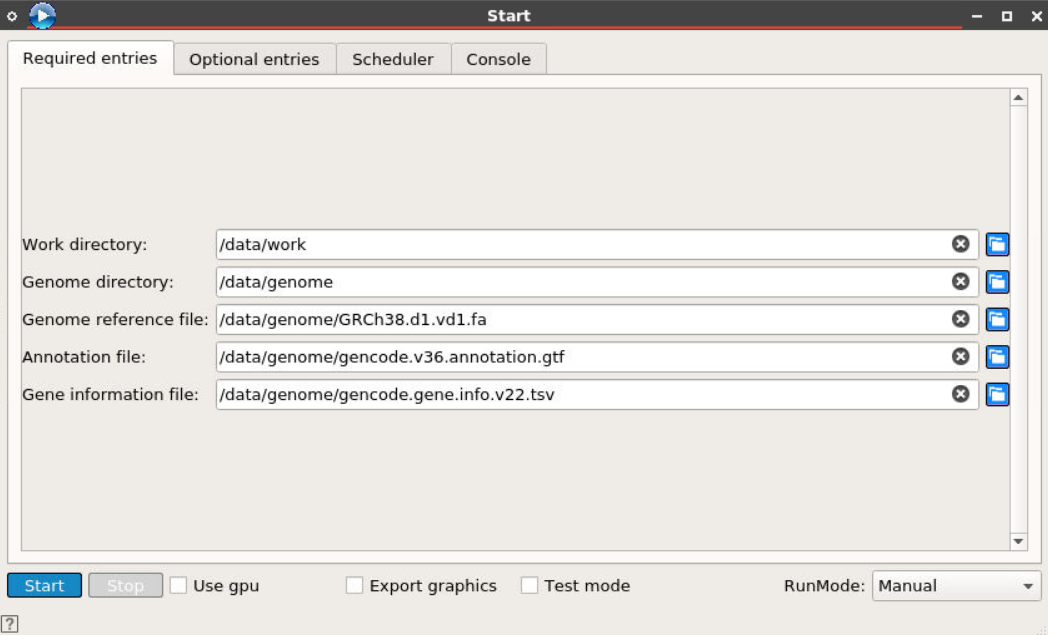 Start
Required entries Optional entries Scheduler Console
Work directory: /data/work
Genome directory: /data/genome
Genome reference file: /data/genome/GRCh38.d1.vd1.fa
Annotation file: /data/genome/gencode.v36.annotation.gtf
Gene information file: /data/genome/gencode.gene.info.v22.tsv
Start Stop Use gpu Export graphics Test mode RunMode: Manual
?